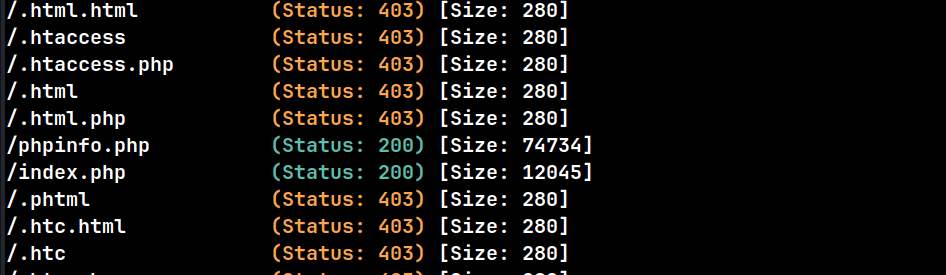 /.html.html (Status: 403) [Size: 280]
/.htaccess (Status: 403) [Size: 280]
/.htaccess.php (Status: 403) [Size: 280]
/.html (Status: 403) [Size: 280]
/.html.php (Status: 403) [Size: 280]
/phpinfo.php (Status: 200) [Size: 74734]
/index.php (Status: 200) [Size: 12045]
/.phtml (Status: 403) [Size: 280]
/.htc.html (Status: 403) [Size: 280]
/.htc (Status: 403) [Size: 280]